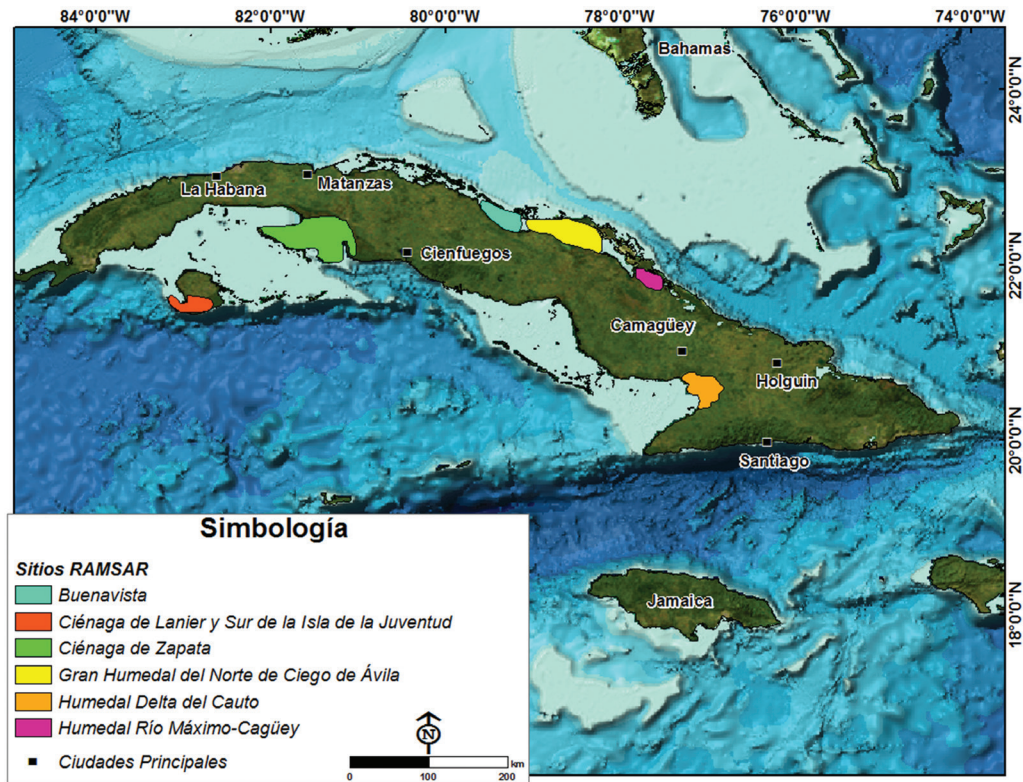 84°0'0"W 82°0'0"W 80°0'0"W 78°0'0"W 76°0'0"W 74°0'0"W
24°0'0"N
22°0'0"N
20°0'0"N
18°0'0"N
Bahamas
La Habana
Matanzas
Cienfuegos
Camagüey
Holguin
Santiago
Jamaica
Simbología
Sitios RAMSAR
Buenavista
Ciénaga de Lanier y Sur de la Isla de la Juventud
Ciénaga de Zapata
Gran Humedal del Norte de Ciego de Ávila
Humedal Delta del Cauto
Humedal Río Máximo-Cagüey
Ciudades Principales
N
km
0 100 200